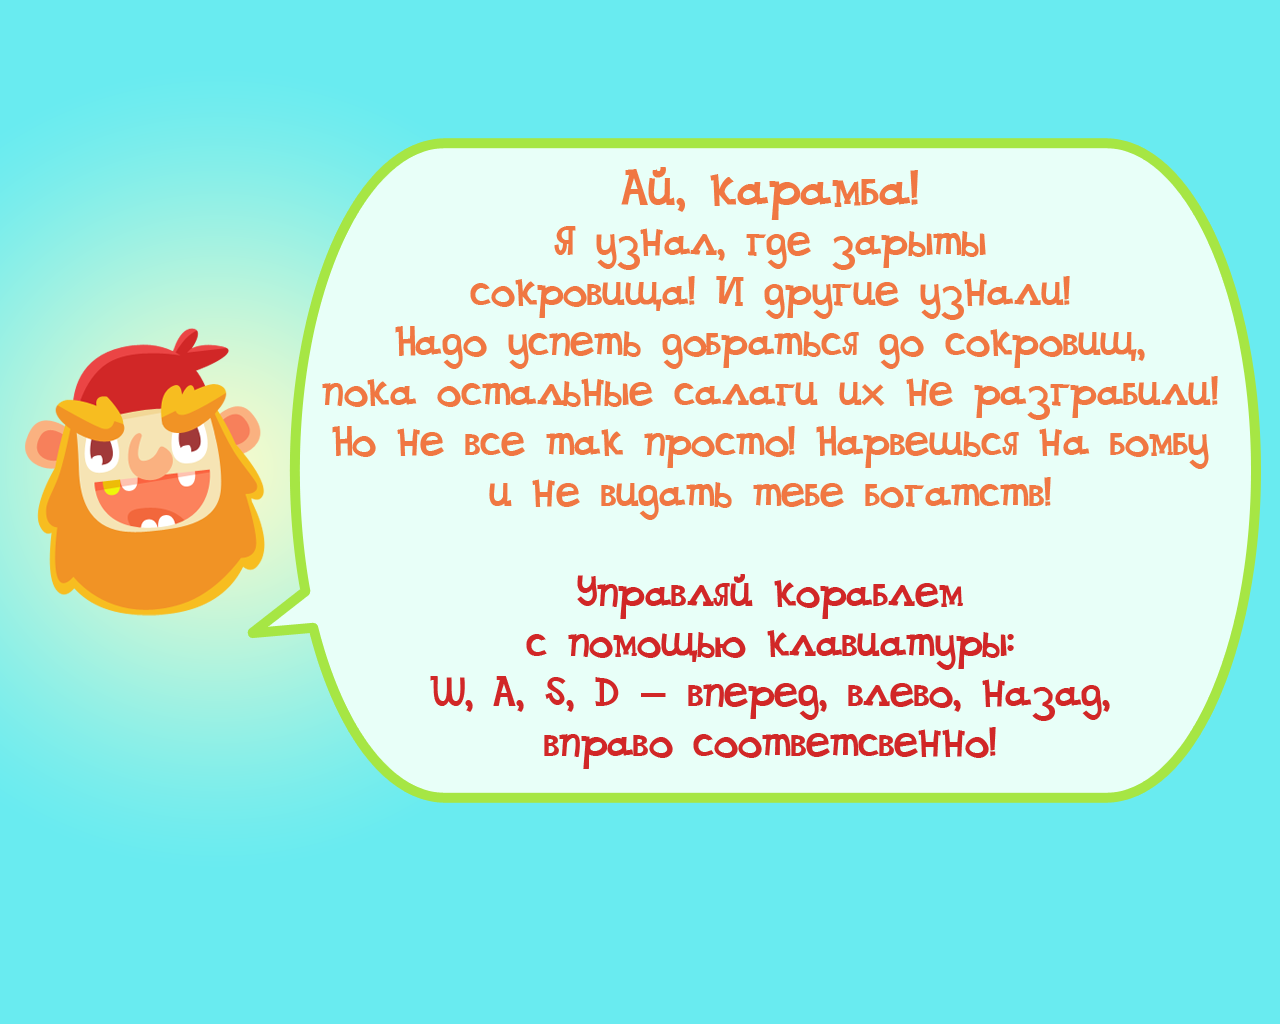 Ай, карамба!
Я узнал, где зарыты
сокровища! И другие узнали!
Надо успеть добраться до сокровищ,
пока остальные салаги их не разграбили!
Но не все так просто! Нарвешься на бомбу
и не видать тебе богатств!
Управляй кораблем
с помощью клавиатуры:
W, A, S, D – вперед, влево, назад,
вправо соответсвенно!